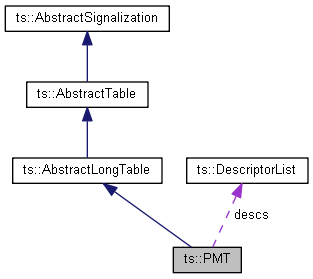 ts::AbstractSignalization
ts::AbstractTable
ts::AbstractLongTable
ts::DescriptorList
descs
ts::PMT